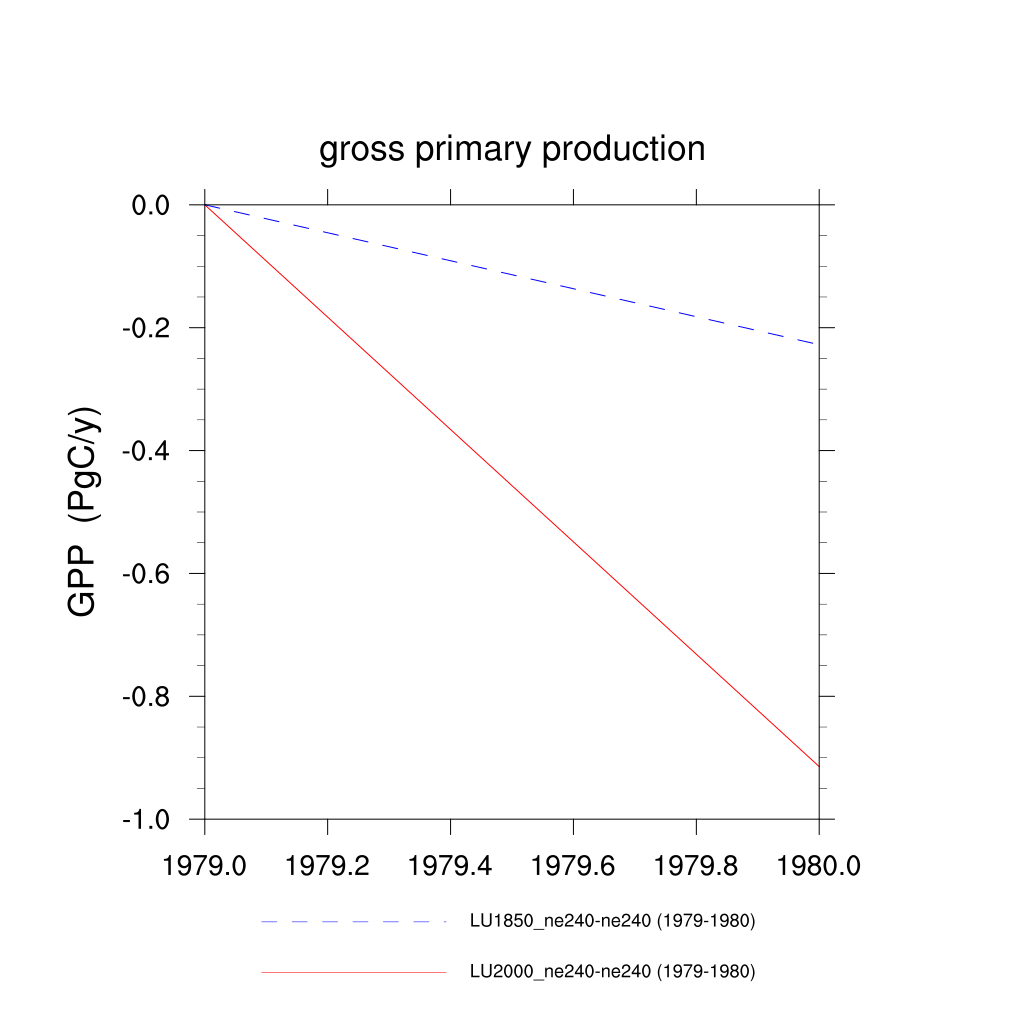 gross primary production
0.0
-0.2
-0.4
-0.6
-0.8
-1.0
GPP (PgC/y)
1979.0 1979.2 1979.4 1979.6 1979.8 1980.0
LU1850_ne240-ne240 (1979-1980)
LU2000_ne240-ne240 (1979-1980)